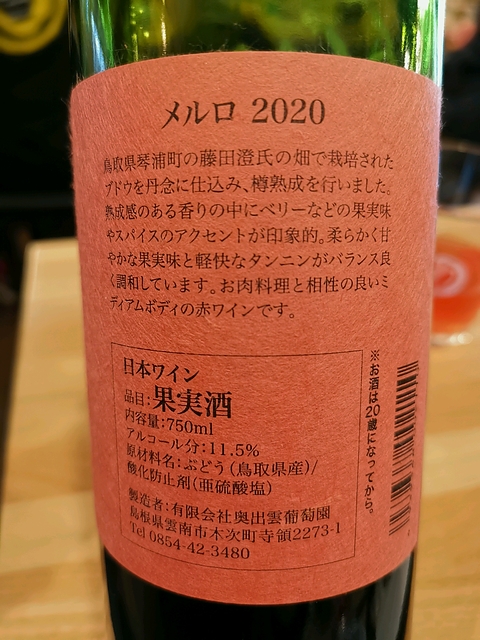 メルロ 2020
鳥取県琴浦町の藤田澄氏の畑で栽培された
ブドウを丹念に仕込み、樽熟成を行いました。
熟成感のある香りの中にベリーなどの果実味
やスパイスのアクセントが印象的。柔らかく甘
やかな果実味と軽快なタンニンがバランス良
く調和しています。お肉料理と相性の良いミ
ディアムボディの赤ワインです。
日本ワイン
品目:果実酒
内容量:750ml
アルコール分:11.5%
原材料名:ぶどう(鳥取県産)/
酸化防止剤(亜硫酸塩)
製造者:有限会社奥出雲葡萄園
島根県雲南市木次町寺領2273-1
Tel 0854-42-3480
※お酒は20歳になってから。